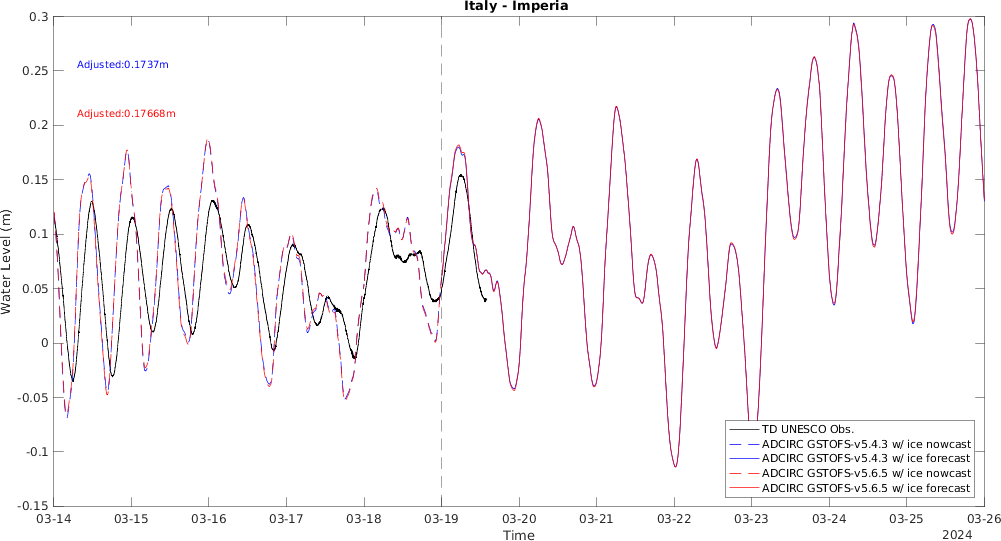 Italy - Imperia
0.3
0.25
0.2
0.15
0.1
0.05
0
-0.05
-0.1
-0.15
Water Level (m)
Adjusted:0.1737m
Adjusted:0.17668m
TD UNESCO Obs.
ADCIRC GSTOFS-v5.4.3 w/ ice nowcast
ADCIRC GSTOFS-v5.4.3 w/ ice forecast
ADCIRC GSTOFS-v5.6.5 w/ ice nowcast
ADCIRC GSTOFS-v5.6.5 w/ ice forecast
03-14 03-15 03-16 03-17 03-18 03-19 03-20 03-21 03-22 03-23 03-24 03-25 03-26
Time
2024